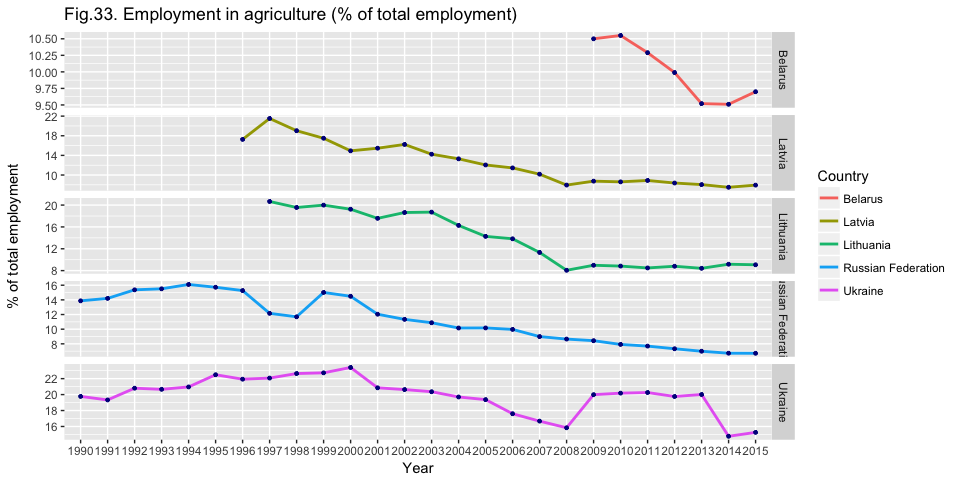 Fig.33. Employment in agriculture (% of total employment)
10.50
10.25
10.00
9.75
9.50
Belarus
22
18
14
10
Latvia
20
16
12
8
Lithuania
16
14
12
10
8
ssian Federati
22
20
18
16
Ukraine
% of total employment
1990 1991 1992 1993 1994 1995 1996 1997 1998 1999 2000 2001 2002 2003 2004 2005 2006 2007 2008 2009 2010 2011 2012 2013 2014 2015
Year
Country
Belarus
Latvia
Lithuania
Russian Federation
Ukraine